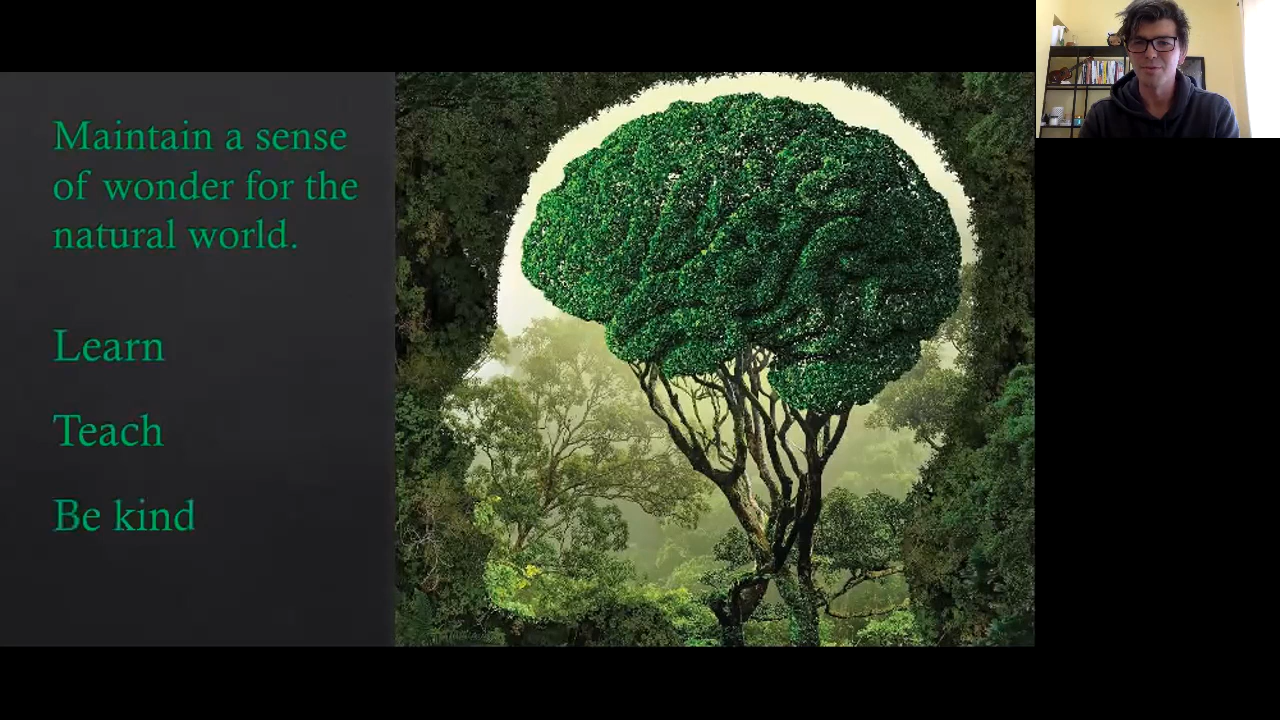 Maintain a sense
of wonder for the
natural world.
Learn
Teach
Be kind